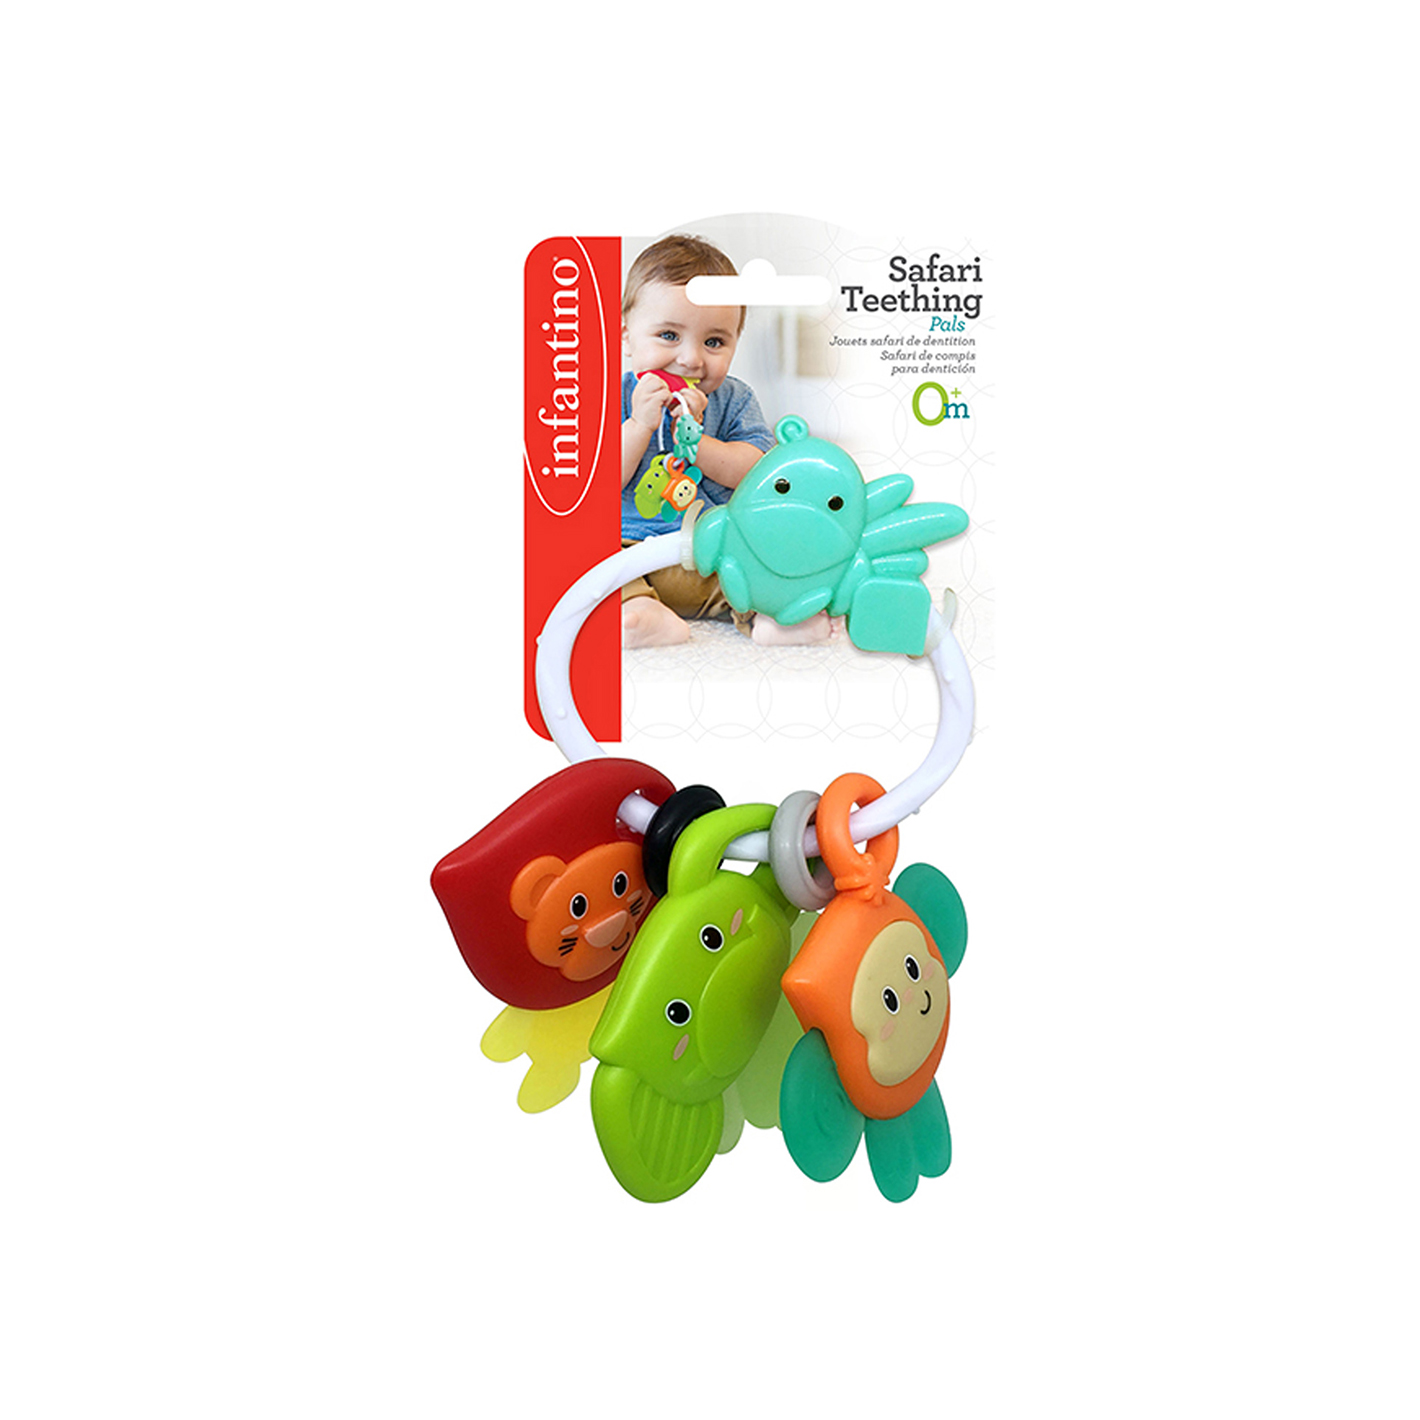 infantino
Safari
Teething
Pals
Jouets safari de dentition
Safari de compis
para dentición
0+m